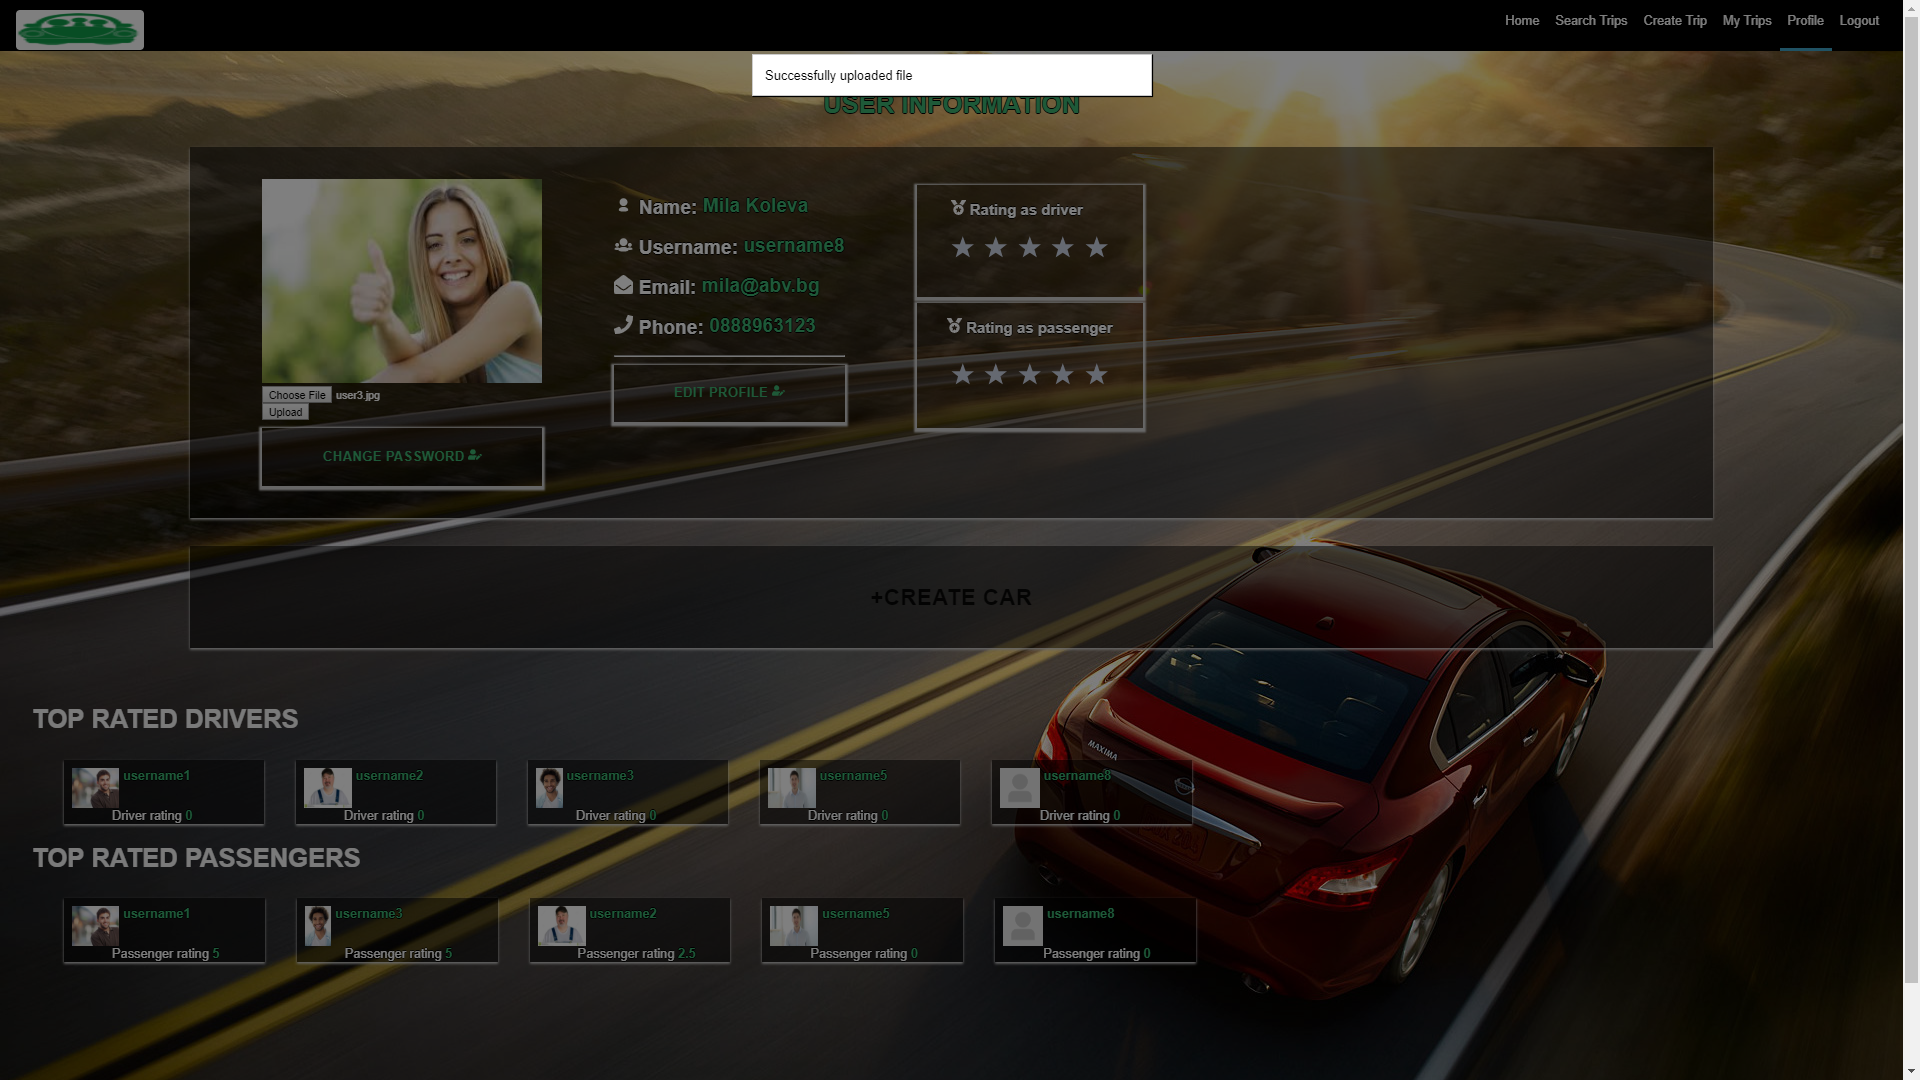 Home Search Trips Create Trip My Trips Profile Logout
Successfully uploaded file
USER INFORMATION
Name: Mila Koleva
Username: username8
Email: mila@abv.bg
Phone: 0888963123
EDIT PROFILE
Rating as driver
Rating as passenger
Choose File user3.jpg
Upload
CHANGE PASSWORD
+CREATE CAR
TOP RATED DRIVERS
username1
Driver rating 0
username2
Driver rating 0
username3
Driver rating 0
username5
Driver rating 0
username8
Driver rating 0
TOP RATED PASSENGERS
username1
Passenger rating 5
username3
Passenger rating 5
username2
Passenger rating 2.5
username5
Passenger rating 0
username8
Passenger rating 0
MAXIMA